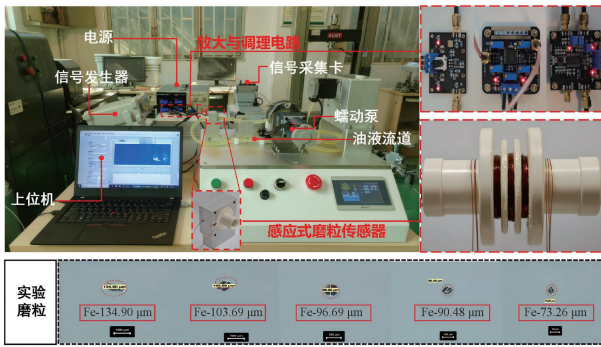 电源
放大与调理电路
信号采集卡
信号发生器
蠕动泵
油液流道
上位机
感应式磨粒传感器
实验
磨粒
Fe-134.90 μm
Fe-103.69 μm
Fe-96.69 μm
Fe-90.48 μm
Fe-73.26 μm